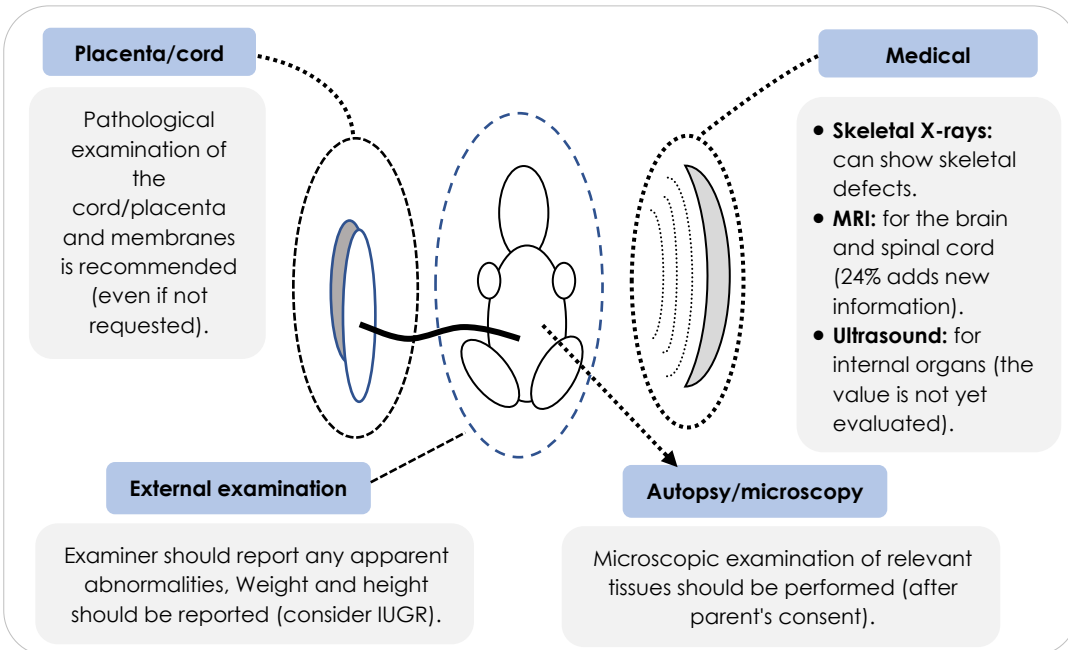 Placenta/cord
Pathological
examination of
the
cord/placenta
and membranes
is recommended
(even if not
requested).
Medical
• Skeletal X-rays:
can show skeletal
defects.
• MRI: for the brain
and spinal cord
(24% adds new
information).
• Ultrasound: for
internal organs (the
value is not yet
evaluated).
External examination
Examiner should report any apparent
abnormalities, Weight and height
should be reported (consider IUGR).
Autopsy/microscopy
Microscopic examination of relevant
tissues should be performed (after
parent's consent).